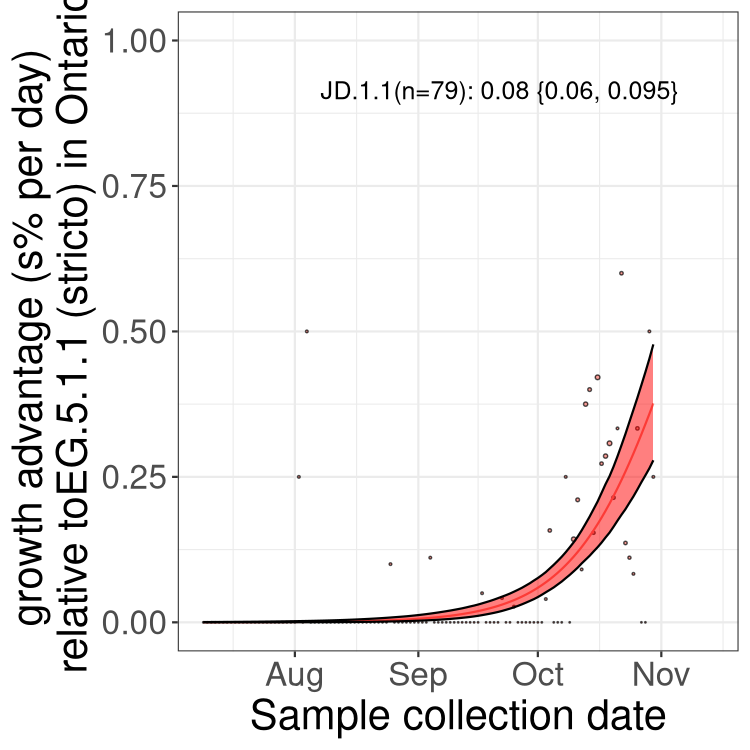 growth advantage (s% per day)
relative toEG.5.1.1 (stricto) in Ontario
1.00
JD.1.1(n=79): 0.08 {0.06, 0.095}
0.75
0.50
0.25
0.00
Aug Sep Oct Nov
Sample collection date